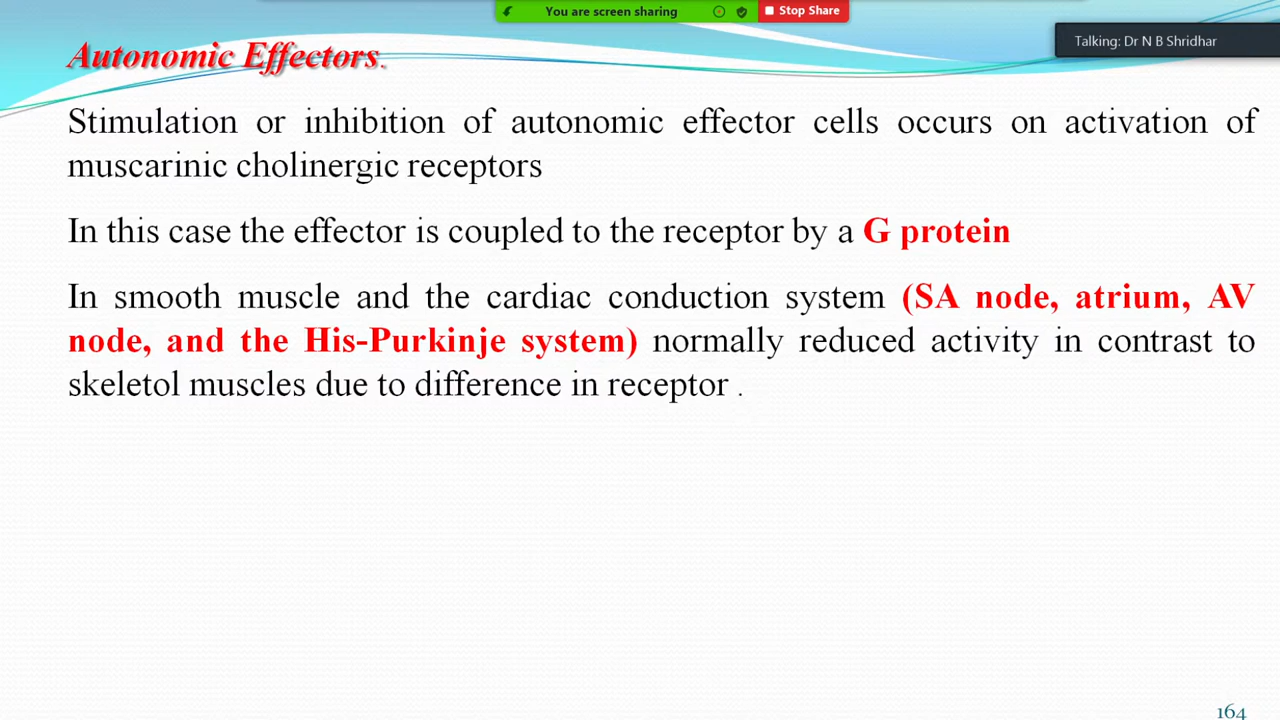 You are screen sharing
Stop Share
Talking: Dr N B Shridhar
Autonomic Effectors.
Stimulation or inhibition of autonomic effector cells occurs on activation of
muscarinic cholinergic receptors
In this case the effector is coupled to the receptor by a G protein
In smooth muscle and the cardiac conduction system (SA node, atrium, AV
node, and the His-Purkinje system) normally reduced activity in contrast to
skeletol muscles due to difference in receptor .
164